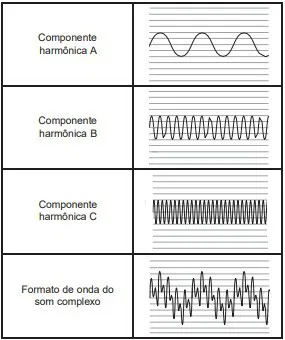 Componente
harmônica A
Componente
harmônica B
Componente
harmônica C
Formato de onda do
som complexo